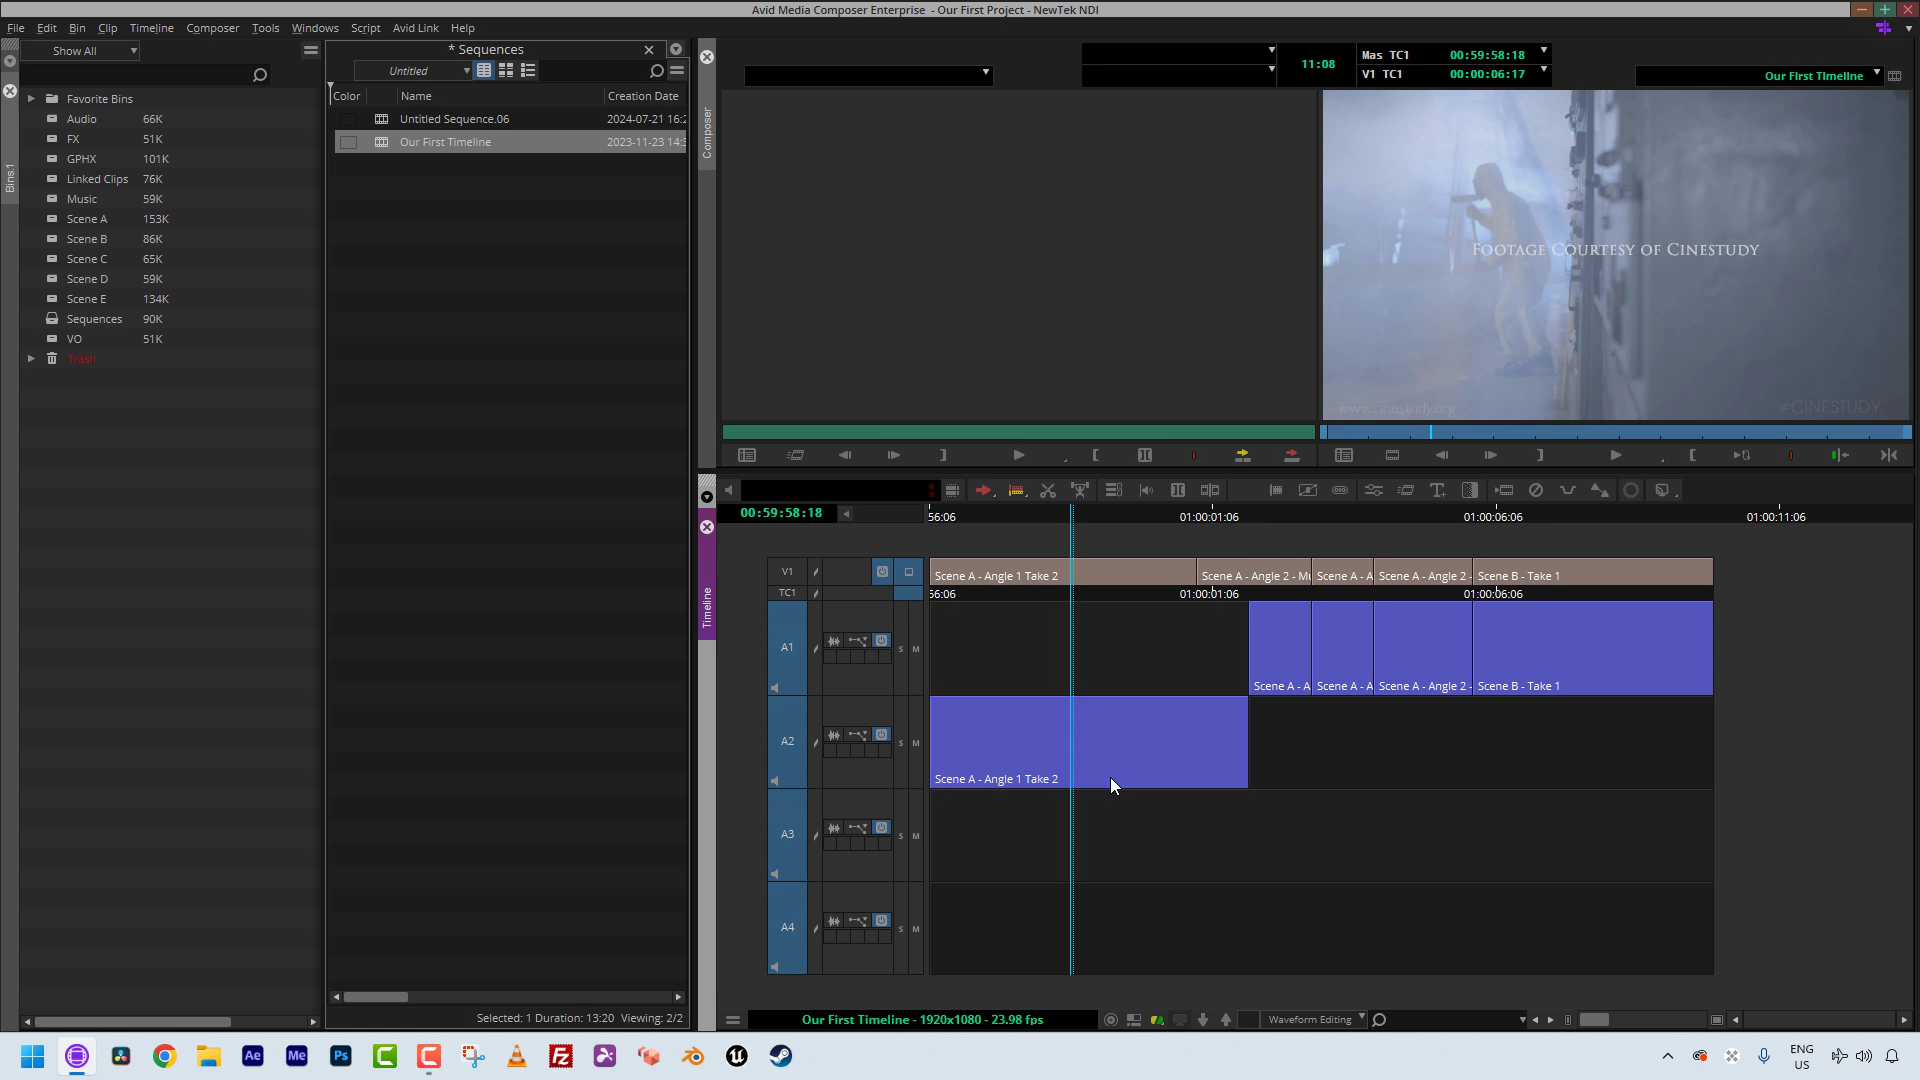 Avid Media Composer Enterprise - Our First Project - NewTek NDI
File Edit Bin Clip Timeline Composer Tools Windows Script Avid Link Help
Show All
Favorite Bins
Audio 66K
FX 51K
GPHX 101K
Linked Clips 76K
Music 59K
Scene A 153K
Scene B 86K
Scene C 65K
Scene D 59K
Scene E 134K
Sequences 90K
VO 51K
Trash
Bins.1
* Sequences
Untitled
Color Name Creation Date
Untitled Sequence.06 2024-07-21 16:2
Our First Timeline 2023-11-23 14:3
Selected: 1 Duration: 13:20 Viewing: 2/2
Composer
11:08
Mas TC1 00:59:58:18
V1 TC1 00:00:06:17
Our First Timeline
Footage Courtesy of Cinestudy
www.cinestudy.org
#CINESTUDY
Timeline
00:59:58:18
56:06 01:00:01:06 01:00:06:06 01:00:11:06
V1
Scene A - Angle 1 Take 2 Scene A - Angle 2 - Mu Scene A - A Scene A - Angle 2 - Scene B - Take 1
TC1
56:06 01:00:01:06 01:00:06:06
A1 S M
Scene A - A Scene A - A Scene A - Angle 2 - Scene B - Take 1
A2 S M
Scene A - Angle 1 Take 2
A3 S M
A4 S M
Our First Timeline - 1920x1080 - 23.98 fps
Waveform Editing
Ae Me Ps C C Fz
ENG
US